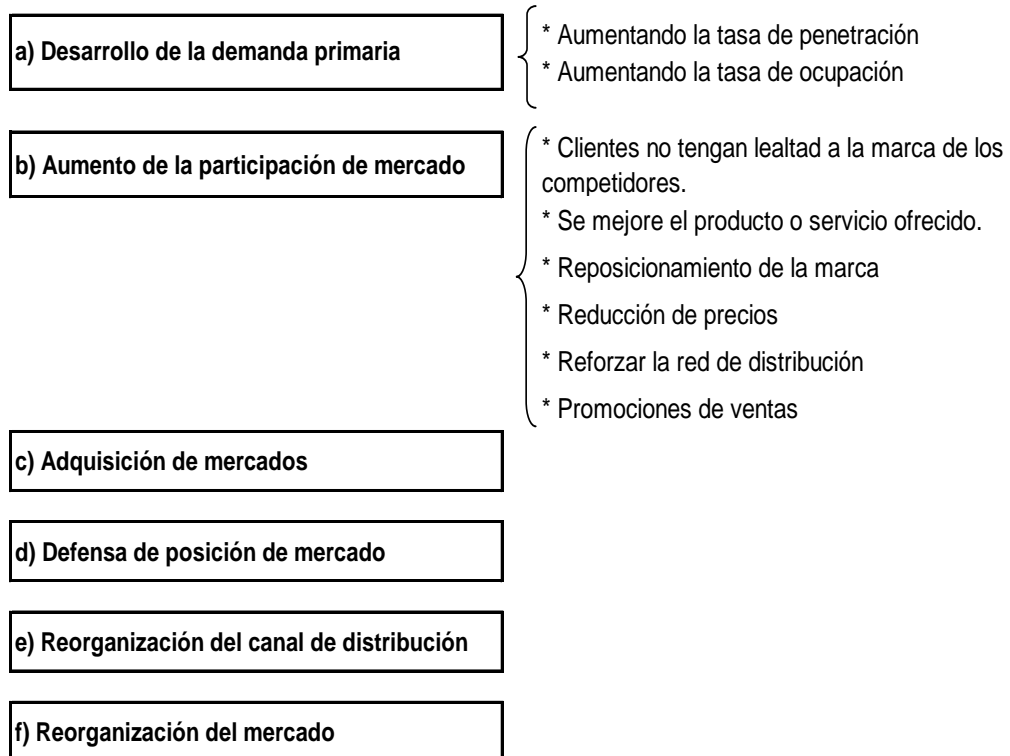 a) Desarrollo de la demanda primaria
* Aumentando la tasa de penetración
* Aumentando la tasa de ocupación
b) Aumento de la participación de mercado
* Clientes no tengan lealtad a la marca de los
competidores.
* Se mejore el producto o servicio ofrecido.
* Reposicionamiento de la marca
* Reducción de precios
* Reforzar la red de distribución
* Promociones de ventas
c) Adquisición de mercados
d) Defensa de posición de mercado
e) Reorganización del canal de distribución
f) Reorganización del mercado